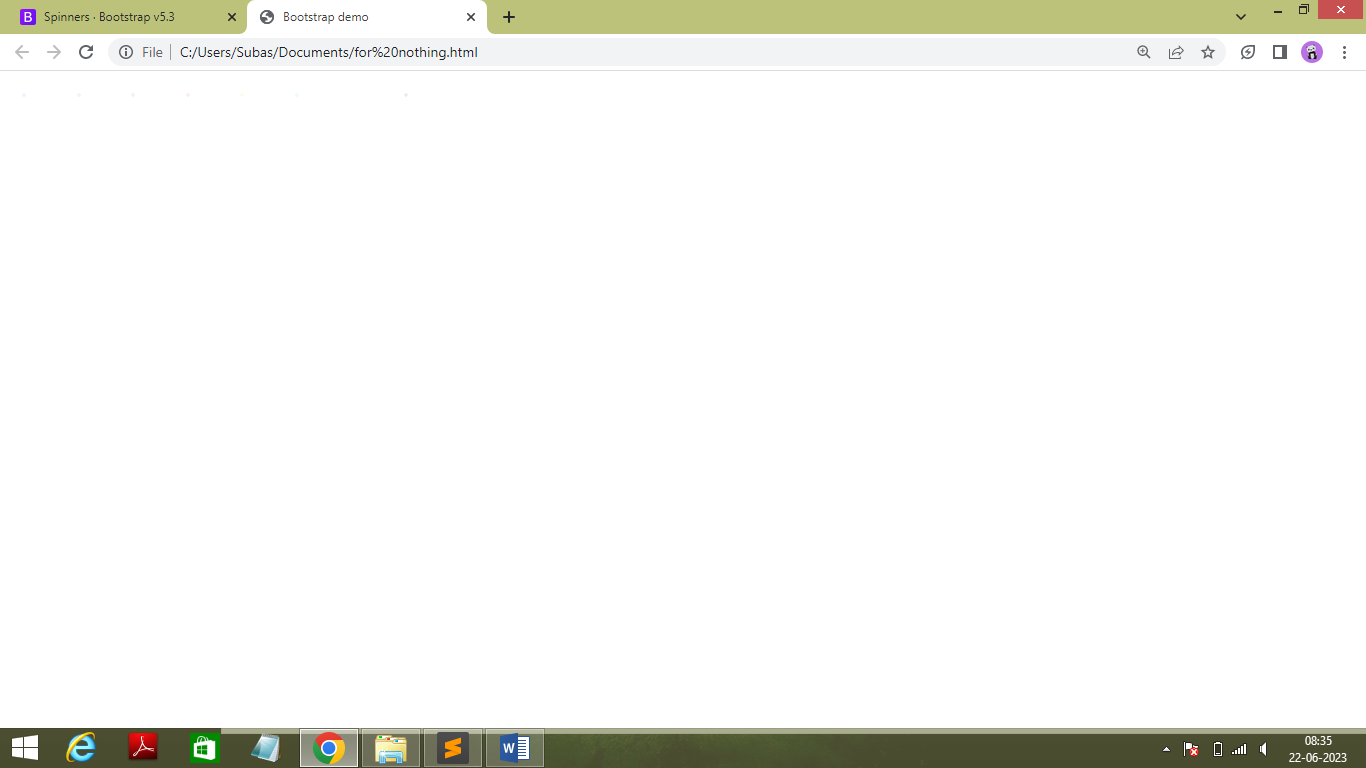 Spinners · Bootstrap v5.3
Bootstrap demo
File
C:/Users/Subas/Documents/for%20nothing.html
08:35
22-06-2023